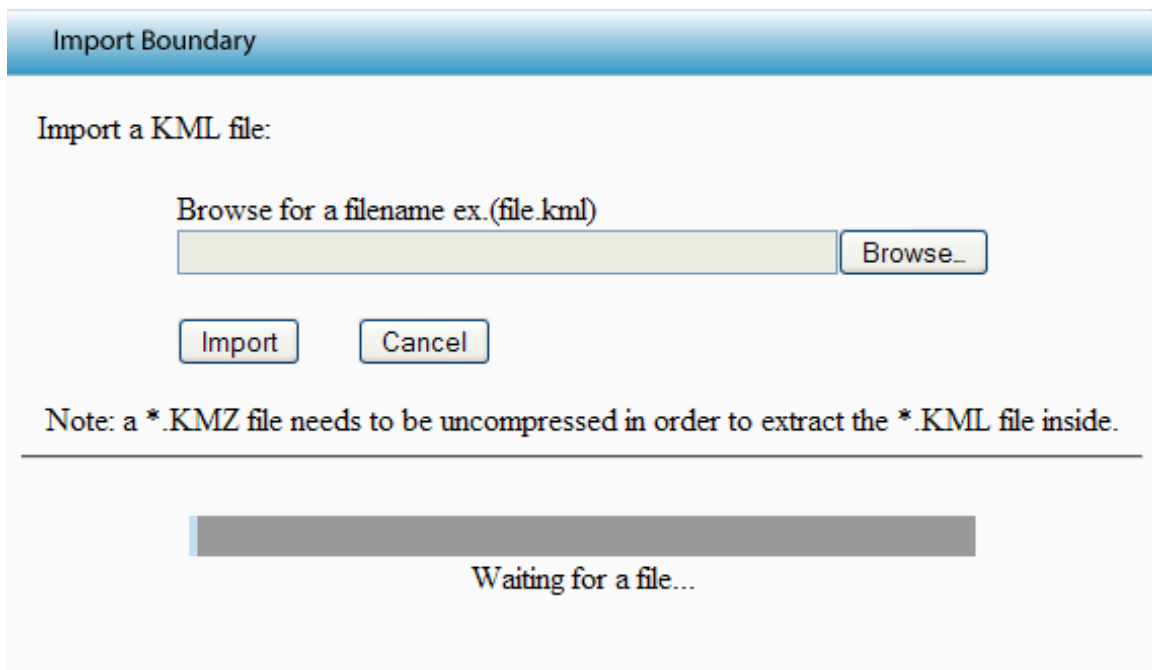 Import Boundary
Import a KML file:
Browse for a filename ex.(file.kml)
Browse...
Import Cancel
Note: a *.KMZ file needs to be uncompressed in order to extract the *.KML file inside.
Waiting for a file...